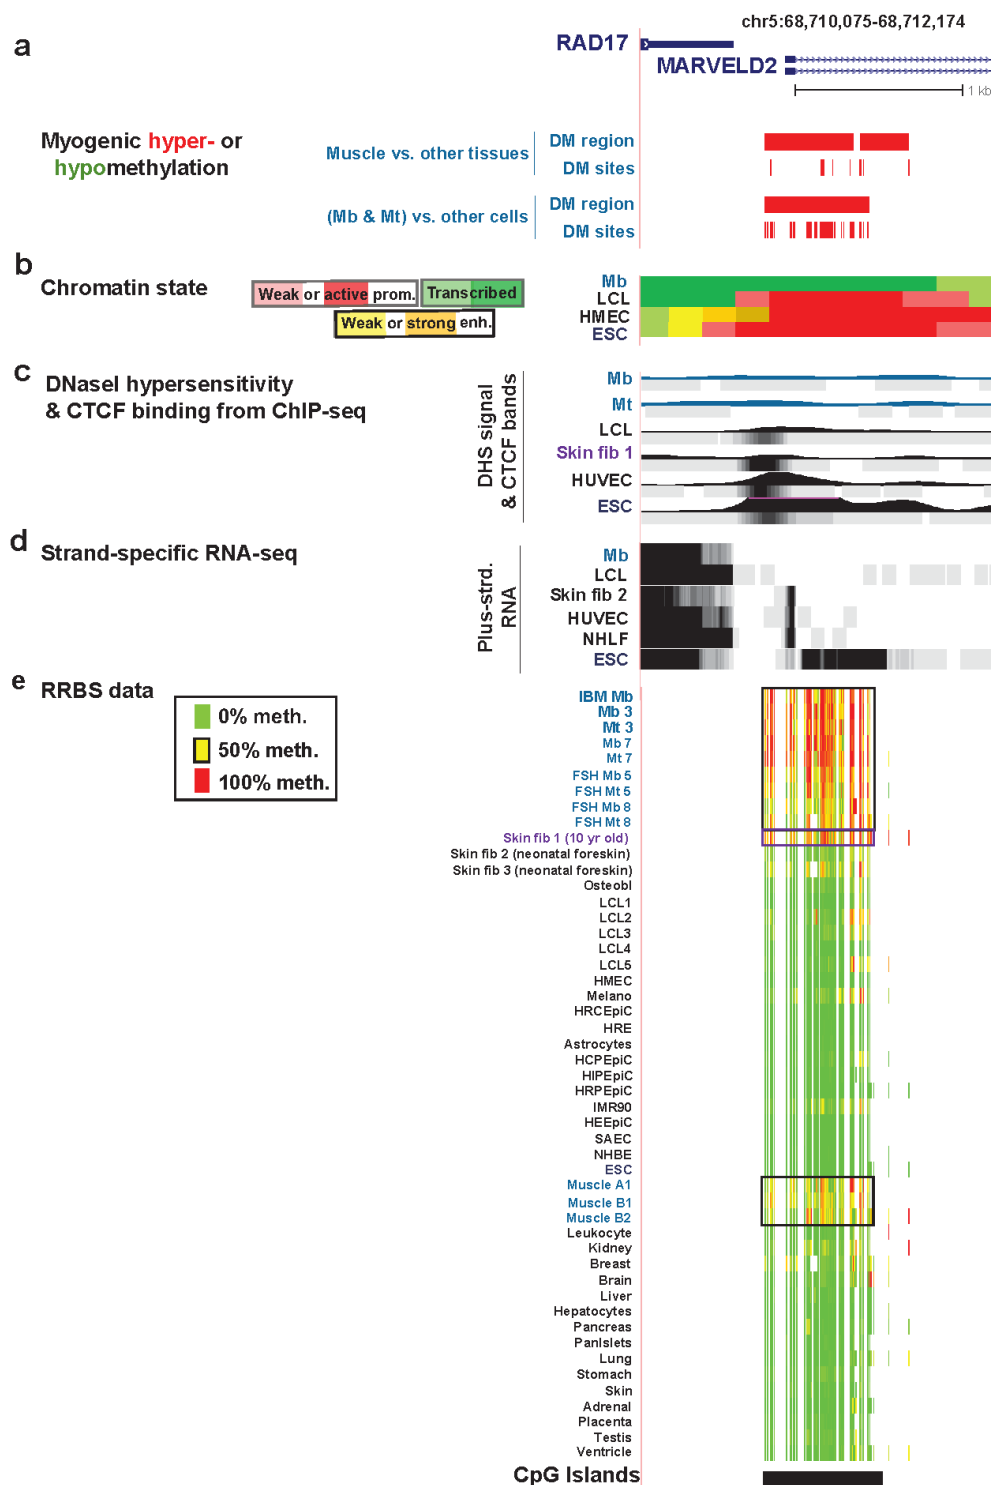 chr5:68,710,075-68,712,174
a
RAD17
MARVELD2
1 kb
Myogenic hyper- or
hypomethylation
Muscle vs. other tissues
DM region
DM sites
(Mb & Mt) vs. other cells
DM region
DM sites
b
Chromatin state
Weak or active prom.
Transcribed
Weak or strong enh.
Mb
LCL
HMEC
ESC
c
DNaseI hypersensitivity
& CTCF binding from ChIP-seq
DHS signal
& CTCF bands
Mb
Mt
LCL
Skin fib 1
HUVEC
ESC
d
Strand-specific RNA-seq
Plus-strd.
RNA
Mb
LCL
Skin fib 2
HUVEC
NHLF
ESC
e
RRBS data
0% meth.
50% meth.
100% meth.
IBM Mb
Mb 3
Mt 3
Mb 7
Mt 7
FSH Mb 5
FSH Mt 5
FSH Mb 8
FSH Mt 8
Skin fib 1 (10 yr old)
Skin fib 2 (neonatal foreskin)
Skin fib 3 (neonatal foreskin)
Osteobl
LCL1
LCL2
LCL3
LCL4
LCL5
HMEC
Melano
HRCEpiC
HRE
Astrocytes
HCPEpiC
HIPEpiC
HRPEpiC
IMR90
HEEpiC
SAEC
NHBE
ESC
Muscle A1
Muscle B1
Muscle B2
Leukocyte
Kidney
Breast
Brain
Liver
Hepatocytes
Pancreas
PanIslets
Lung
Stomach
Skin
Adrenal
Placenta
Testis
Ventricle
CpG Islands